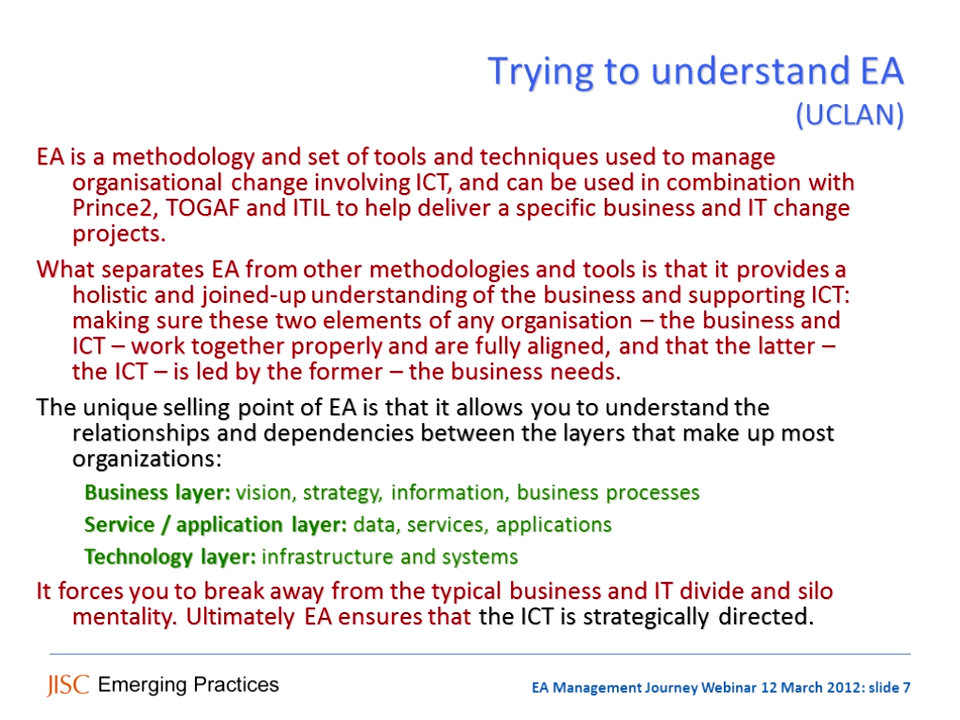 Trying to understand EA
(UCLAN)
EA is a methodology and set of tools and techniques used to manage
organisational change involving ICT, and can be used in combination with
Prince2, TOGAF and ITIL to help deliver a specific business and IT change
projects.
What separates EA from other methodologies and tools is that it provides a
holistic and joined-up understanding of the business and supporting ICT:
making sure these two elements of any organisation – the business and
ICT – work together properly and are fully aligned, and that the latter –
the ICT – is led by the former – the business needs.
The unique selling point of EA is that it allows you to understand the
relationships and dependencies between the layers that make up most
organizations:
Business layer: vision, strategy, information, business processes
Service / application layer: data, services, applications
Technology layer: infrastructure and systems
It forces you to break away from the typical business and IT divide and silo
mentality. Ultimately EA ensures that the ICT is strategically directed.
JISC Emerging Practices
EA Management Journey Webinar 12 March 2012: slide 7